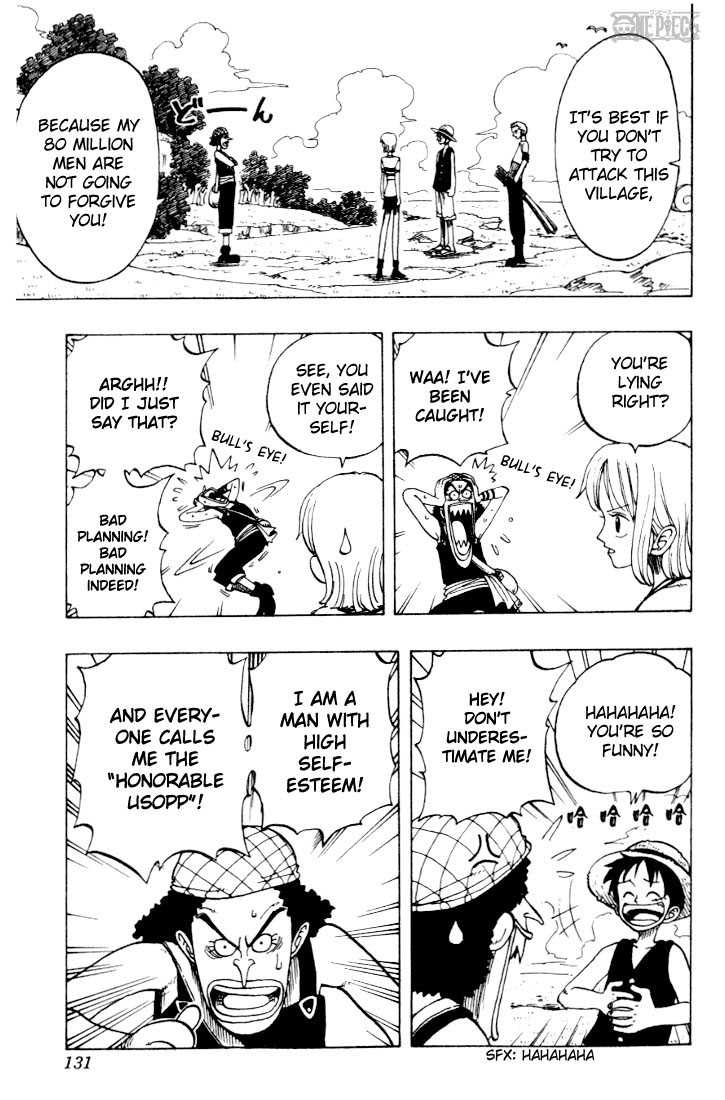 ONE PIECE
IT'S BEST IF
YOU DON'T
TRY TO
ATTACK THIS
VILLAGE,
BECAUSE MY
80 MILLION
MEN ARE
NOT GOING
TO FORGIVE
YOU!
どーん
YOU'RE
LYING
RIGHT?
WAA! I'VE
BEEN
CAUGHT!
BULL'S EYE!
SEE, YOU
EVEN SAID
IT YOUR-
SELF!
ARGHH!!
DID I JUST
SAY THAT?
BULL'S EYE!
BAD
PLANNING!
BAD
PLANNING
INDEED!
HAHAHAHA!
YOU'RE SO
FUNNY!
HEY!
DON'T
UNDERES-
TIMATE ME!
哈哈哈哈
SFX: HAHAHAHA
I AM A
MAN WITH
HIGH
SELF-
ESTEEM!
AND EVERY-
ONE CALLS
ME THE
"HONORABLE
USOPP"!
131